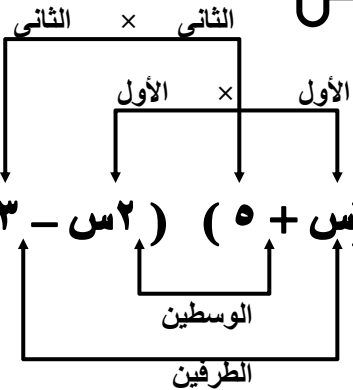 الثانى × الثانى
الأول × الأول
س + ٥ ) ( ٢س – ٣
الوسطين
الطرفين